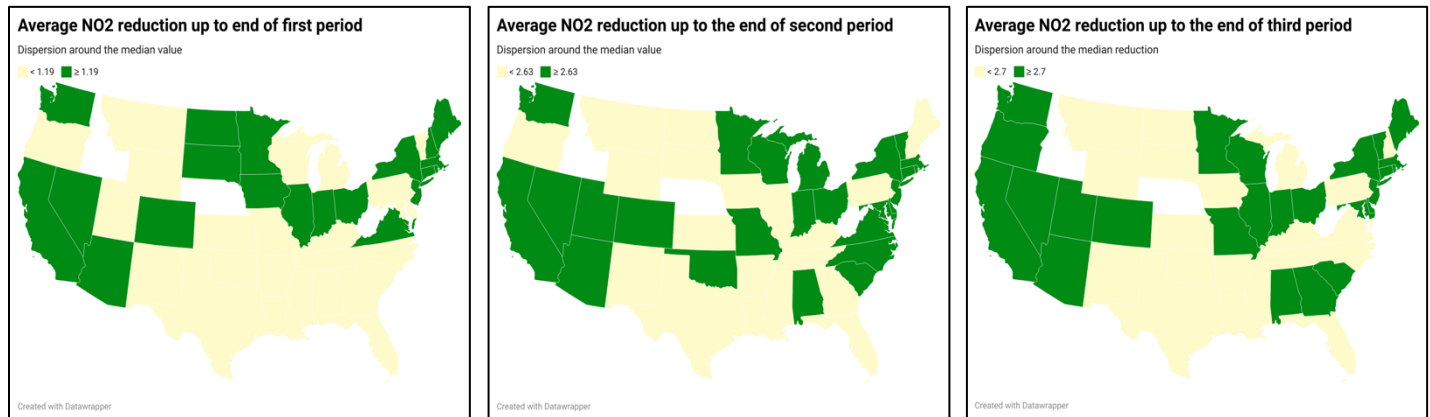 Average NO2 reduction up to end of first period
Dispersion around the median value
< 1.19 ≥ 1.19
Created with Datawrapper
Average NO2 reduction up to the end of second period
Dispersion around the median value
< 2.63 ≥ 2.63
Created with Datawrapper
Average NO2 reduction up to the end of third period
Dispersion around the median reduction
< 2.7 ≥ 2.7
Created with Datawrapper